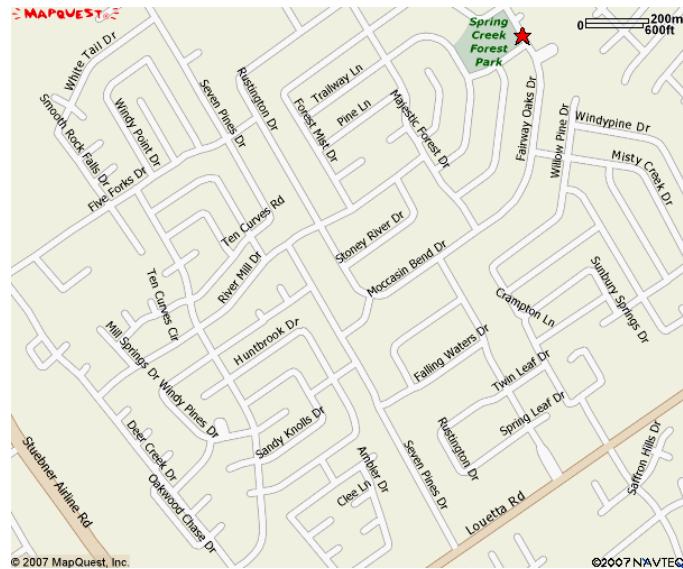 MAPQUEST
0 200m
600ft
Spring
Creek
Forest
Park
White Tail Dr
Seven Pines Dr
Rustington Dr
Trailway Ln
Pine Ln
Forest Mist Dr
Majestic Forest Dr
Fairway Oaks Dr
Willow Pine Dr
Windypine Dr
Misty Creek Dr
Smooth Rock Falls Dr
Windy Point Dr
Five Forks Dr
Ten Curves Rd
River Mill Dr
Stoney River Dr
Moccasin Bend Dr
Sunbury Springs Dr
Crampton Ln
Ten Curves Cir
Mill Springs Dr
Huntbrook Dr
Windy Pines Dr
Falling Waters Dr
Twin Leaf Dr
Spring Leaf Dr
Rustington Dr
Sandy Knolls Dr
Deer Creek Dr
Oakwood Chase Dr
Ambler Dr
Clee Ln
Seven Pines Dr
Louetta Rd
Saffron Hills Dr
Stuebner Airline Rd
© 2007 MapQuest, Inc.
©2007 NAVTEQ